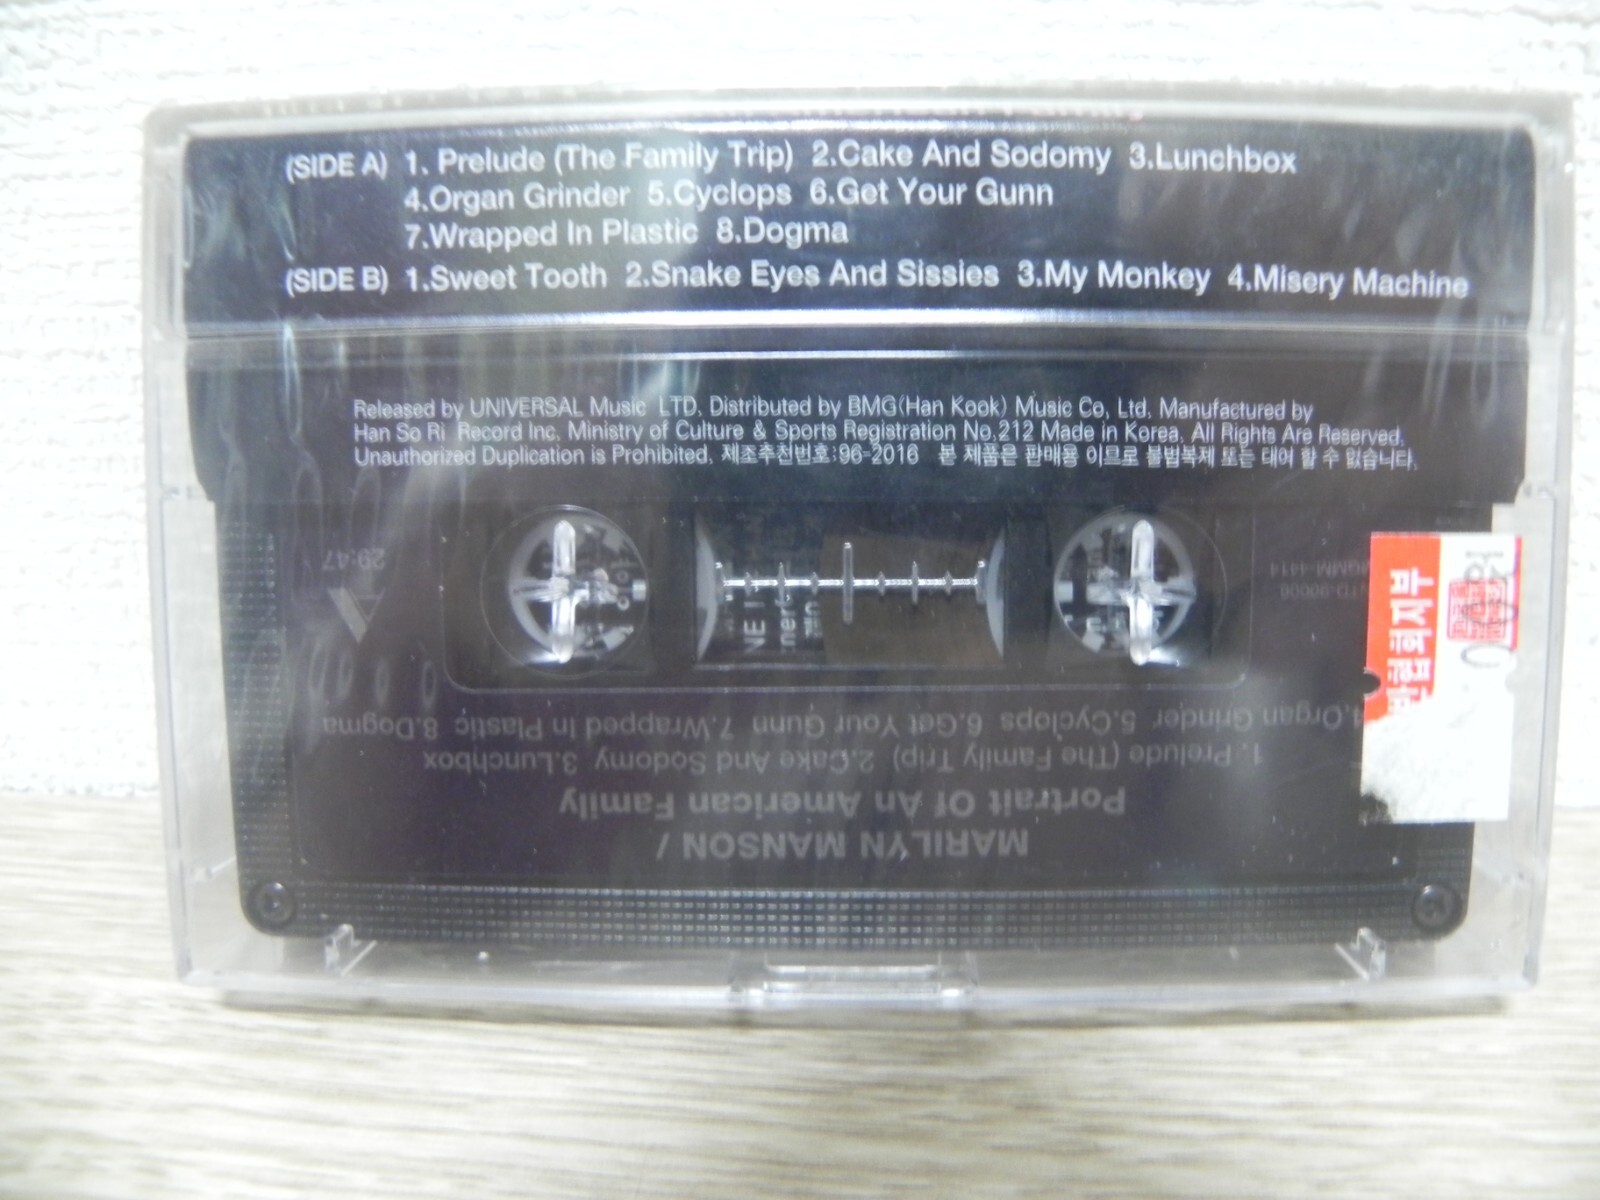 (SIDE A) 1. Prelude (The Family Trip) 2.Cake And Sodomy 3.Lunchbox
4.Organ Grinder 5.Cyclops 6.Get Your Gunn
7.Wrapped In Plastic 8.Dogma
(SIDE B) 1.Sweet Tooth 2.Snake Eyes And Sissies 3.My Monkey 4.Misery Machine
Released by UNIVERSAL Music LTD. Distributed by BMG(Han Kook) Music Co, Ltd. Manufactured by
Han So Ri Record Inc. Ministry of Culture & Sports Registration No.212 Made in Korea. All Rights Are Reserved.
Unauthorized Duplication is Prohibited. 제조추천번호:96-2016 본 제품은 판매용 이므로 불법복제 또는 태어 할 수 없습니다.
MARILYN MANSON /
Portrait Of An American Family
1. Prelude (The Family Trip) 2.Cake And Sodomy 3.Lunchbox
4.Organ Grinder 5.Cyclops 6.Get Your Gunn 7.Wrapped In Plastic 8.Dogma
A 29:47
MGMM-4414